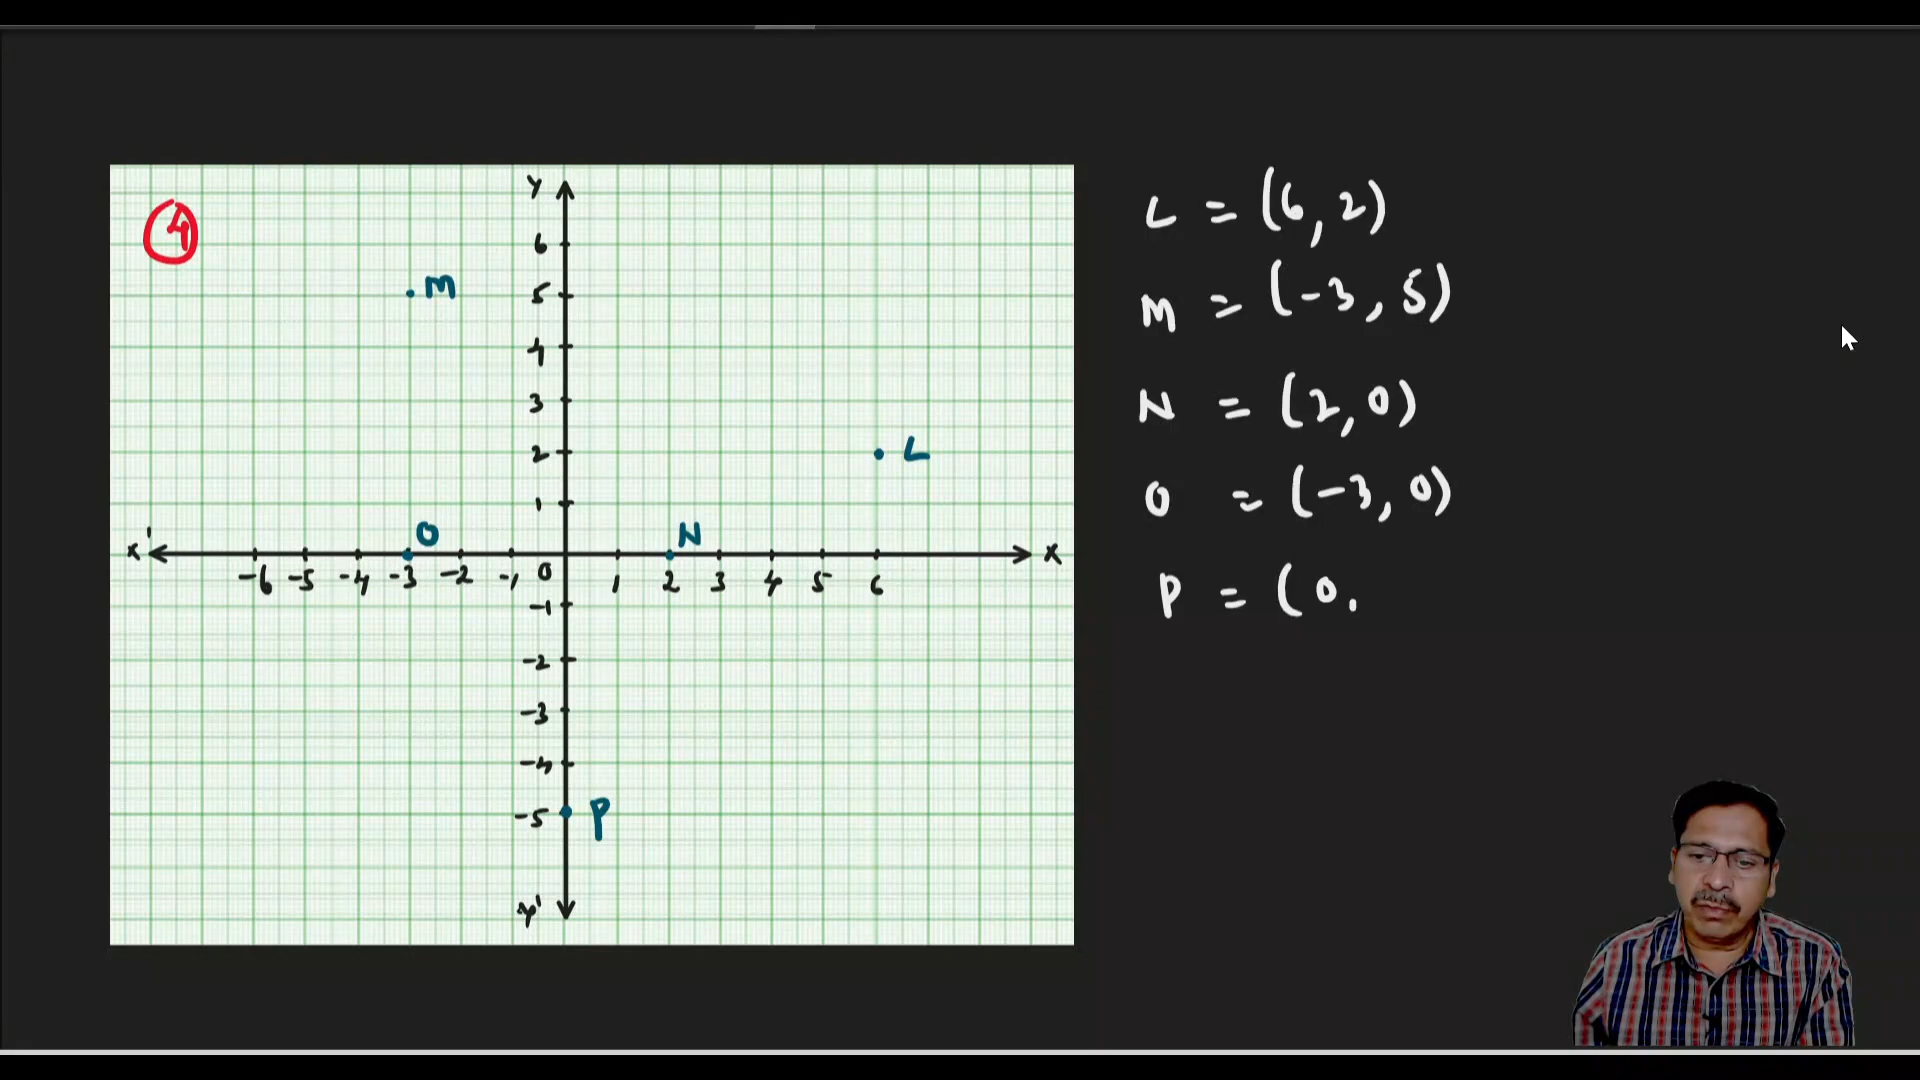 4
Y
6
M
5
4
3
2
L
1
O
N
X'
X
-6 -5 -4 -3 -2 -1 0 1 2 3 4 5 6
-1
-2
-3
-4
-5
P
Y'
L = (6, 2)
M = (-3, 5)
N = (2, 0)
O = (-3, 0)
P = (0,